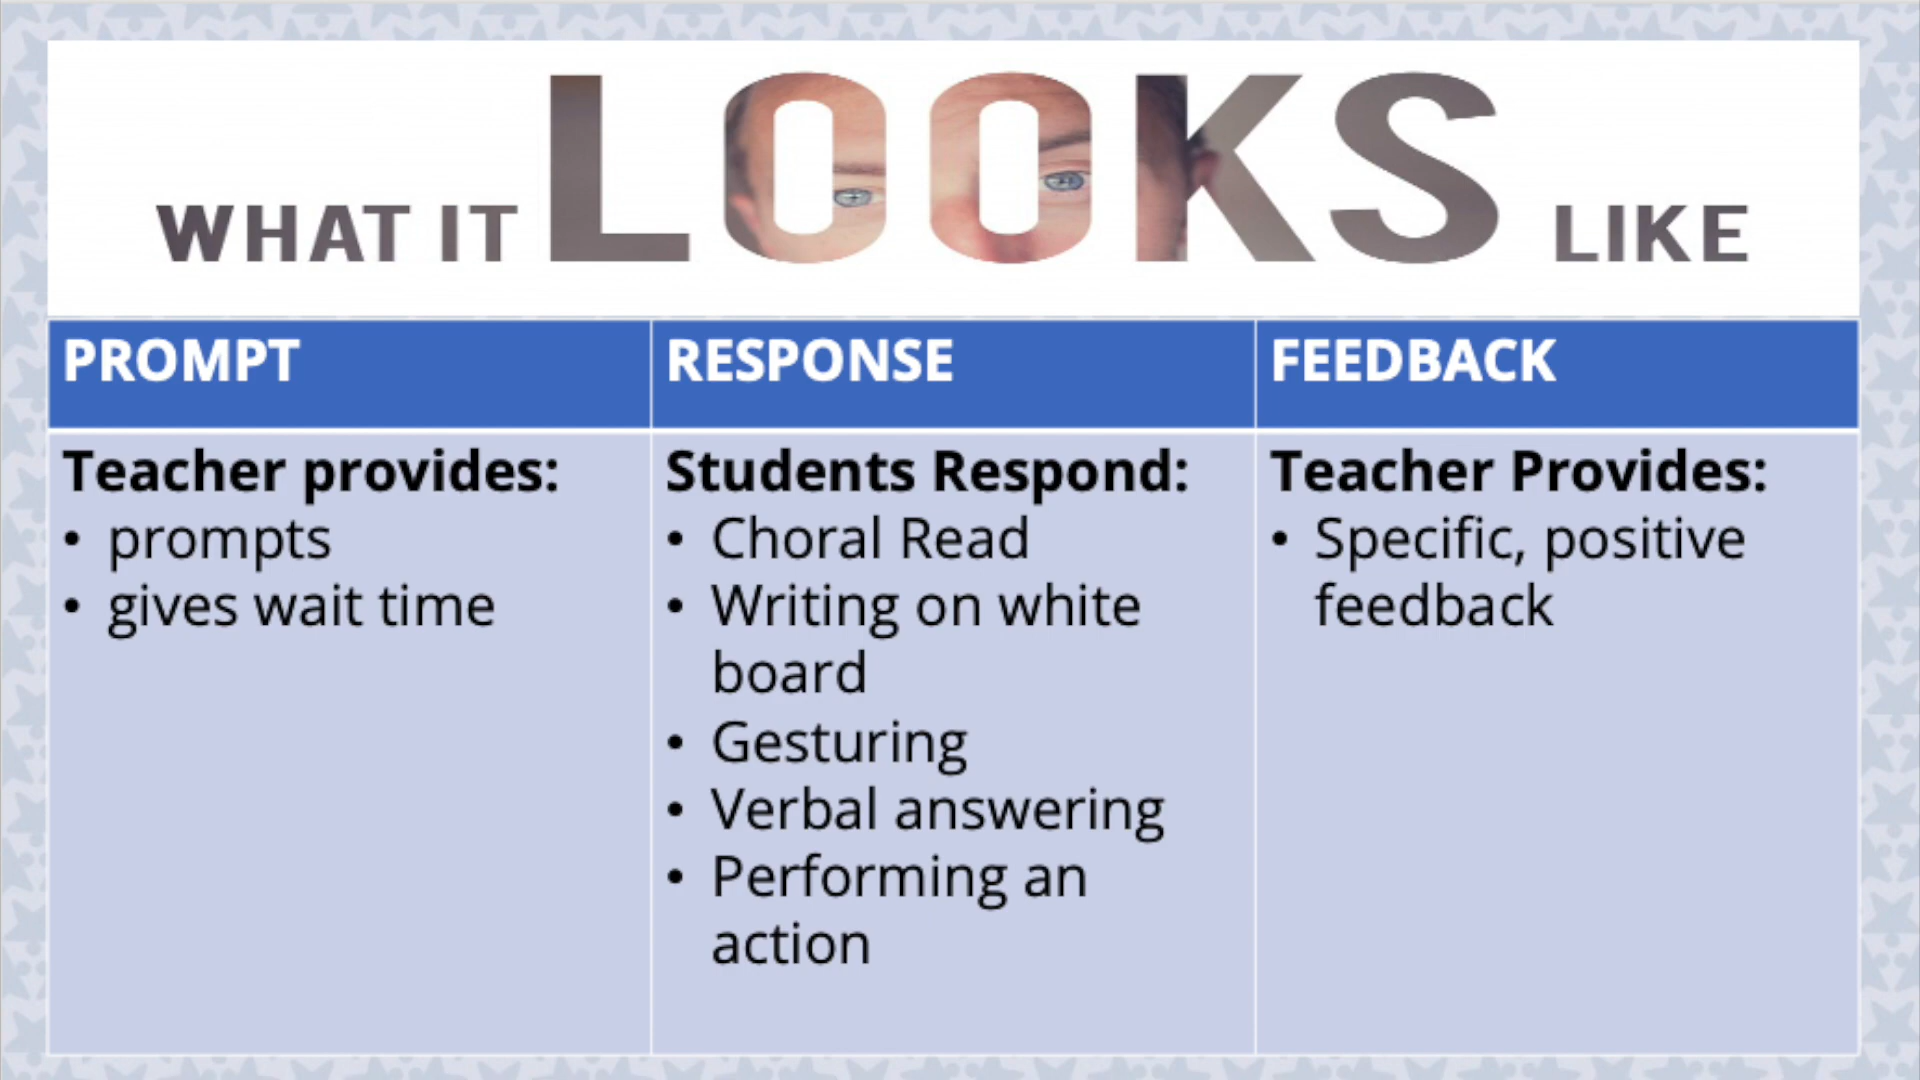 WHAT IT LOOKS LIKE
PROMPT
Teacher provides:
• prompts
• gives wait time
RESPONSE
Students Respond:
• Choral Read
• Writing on white
board
• Gesturing
• Verbal answering
• Performing an
action
FEEDBACK
Teacher Provides:
• Specific, positive
feedback